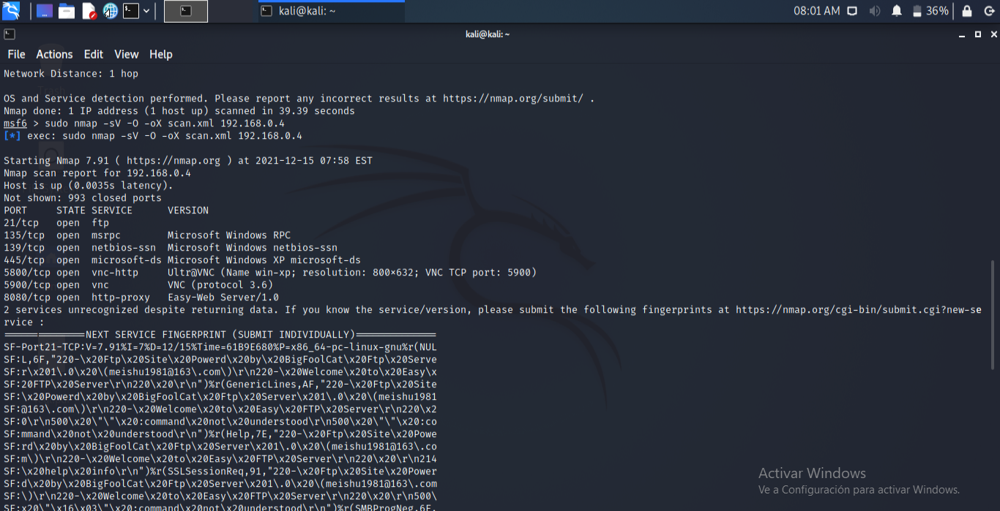 kali@kali: ~
08:01 AM
36%
kali@kali: ~
File Actions Edit View Help
Network Distance: 1 hop
Trash
OS and Service detection performed. Please report any incorrect results at https://nmap.org/submit/ .
Nmap done: 1 IP address (1 host up) scanned in 39.39 seconds
msf6 > sudo nmap -sV -O -oX scan.xml 192.168.0.4
[*] exec: sudo nmap -sV -O -oX scan.xml 192.168.0.4
Starting Nmap 7.91 ( https://nmap.org ) at 2021-12-15 07:58 EST
Nmap scan report for 192.168.0.4
Host is up (0.0035s latency).
Not shown: 993 closed ports
PORT     STATE SERVICE      VERSION
21/tcp   open  ftp
135/tcp  open  msrpc        Microsoft Windows RPC
139/tcp  open  netbios-ssn  Microsoft Windows netbios-ssn
445/tcp  open  microsoft-ds Microsoft Windows XP microsoft-ds
5800/tcp open  vnc-http     Ultr@VNC (Name win-xp; resolution: 800×632; VNC TCP port: 5900)
5900/tcp open  vnc          VNC (protocol 3.6)
8080/tcp open  http-proxy   Easy-Web Server/1.0
2 services unrecognized despite returning data. If you know the service/version, please submit the following fingerprints at https://nmap.org/cgi-bin/submit.cgi?new-se
rvice :
==============NEXT SERVICE FINGERPRINT (SUBMIT INDIVIDUALLY)==============
SF-Port21-TCP:V=7.91%I=7%D=12/15%Time=61B9E680%P=x86_64-pc-linux-gnu%r(NUL
SF:L,6F,"220-\x20Ftp\x20Site\x20Powerd\x20by\x20BigFoolCat\x20Ftp\x20Serve
SF:r\x201\.0\x20\(meishu1981@163\.com\)\r\n220-\x20Welcome\x20to\x20Easy\x
SF:20FTP\x20Server\r\n220\x20\r\n")%r(GenericLines,AF,"220-\x20Ftp\x20Site
SF:\x20Powerd\x20by\x20BigFoolCat\x20Ftp\x20Server\x201\.0\x20\(meishu1981
SF:@163\.com\)\r\n220-\x20Welcome\x20to\x20Easy\x20FTP\x20Server\r\n220\x2
SF:0\r\n500\x20\"\"\x20:command\x20not\x20understood\r\n500\x20\"\"\x20:co
SF:mmand\x20not\x20understood\r\n")%r(Help,7E,"220-\x20Ftp\x20Site\x20Powe
SF:rd\x20by\x20BigFoolCat\x20Ftp\x20Server\x201\.0\x20\(meishu1981@163\.co
SF:m\)\r\n220-\x20Welcome\x20to\x20Easy\x20FTP\x20Server\r\n220\x20\r\n214
SF:\x20help\x20info\r\n")%r(SSLSessionReq,91,"220-\x20Ftp\x20Site\x20Power
SF:d\x20by\x20BigFoolCat\x20Ftp\x20Server\x201\.0\x20\(meishu1981@163\.com
SF:\)\r\n220-\x20Welcome\x20to\x20Easy\x20FTP\x20Server\r\n220\x20\r\n500\
SF:x20\"\x16\x03\"\x20:command\x20not\x20understood\r\n")%r(SMBProgNeg,6F,
Activar Windows
Ve a Configuración para activar Windows.